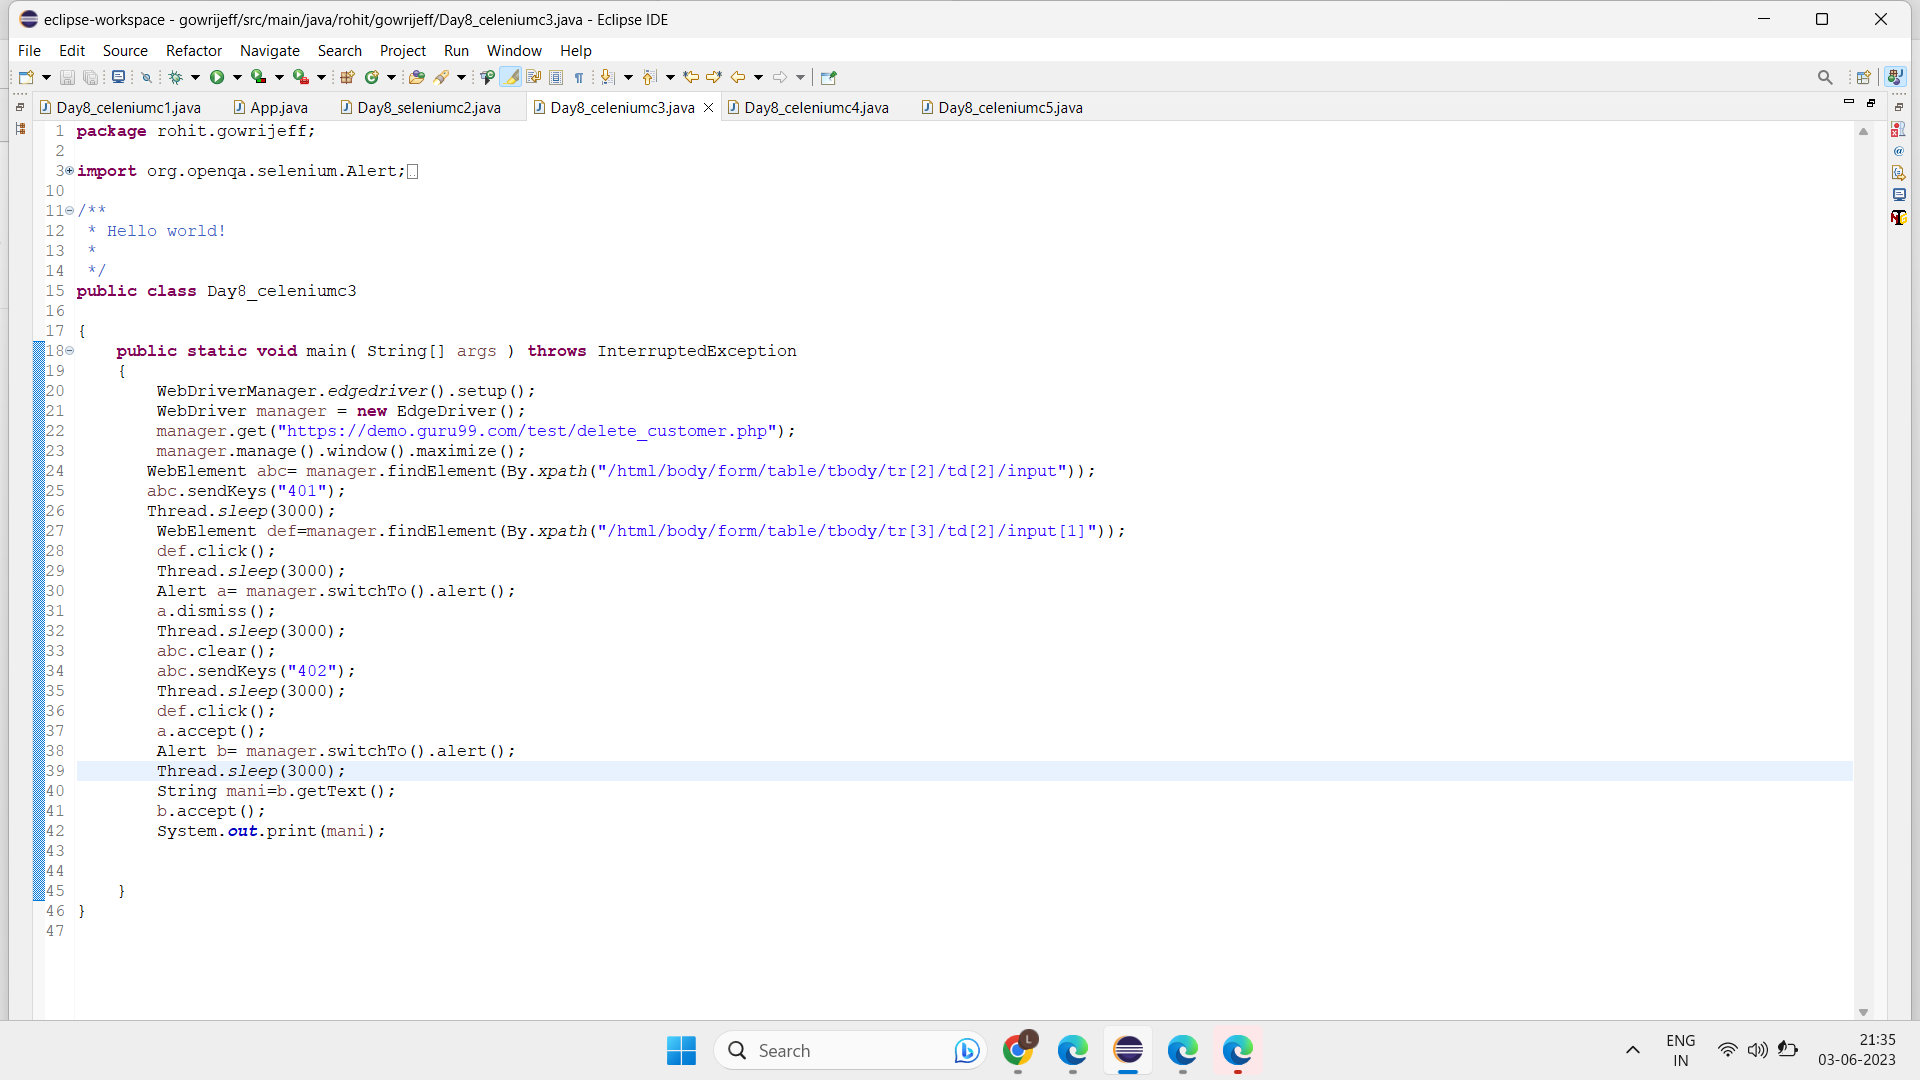 eclipse-workspace - gowrijeff/src/main/java/rohit/gowrijeff/Day8_celeniumc3.java - Eclipse IDE
File Edit Source Refactor Navigate Search Project Run Window Help
Day8_celeniumc1.java App.java Day8_seleniumc2.java Day8_celeniumc3.java Day8_celeniumc4.java Day8_celeniumc5.java
1 package rohit.gowrijeff;
2
3 import org.openqa.selenium.Alert;
10
11 /**
12  * Hello world!
13  *
14  */
15 public class Day8_celeniumc3
16
17 {
18     public static void main( String[] args ) throws InterruptedException
19     {
20         WebDriverManager.edgedriver().setup();
21         WebDriver manager = new EdgeDriver();
22         manager.get("https://demo.guru99.com/test/delete_customer.php");
23         manager.manage().window().maximize();
24        WebElement abc= manager.findElement(By.xpath("/html/body/form/table/tbody/tr[2]/td[2]/input"));
25        abc.sendKeys("401");
26        Thread.sleep(3000);
27         WebElement def=manager.findElement(By.xpath("/html/body/form/table/tbody/tr[3]/td[2]/input[1]"));
28         def.click();
29         Thread.sleep(3000);
30         Alert a= manager.switchTo().alert();
31         a.dismiss();
32         Thread.sleep(3000);
33         abc.clear();
34         abc.sendKeys("402");
35         Thread.sleep(3000);
36         def.click();
37         a.accept();
38         Alert b= manager.switchTo().alert();
39         Thread.sleep(3000);
40         String mani=b.getText();
41         b.accept();
42         System.out.print(mani);
43
44
45     }
46 }
47
Search
L
ENG
IN
21:35
03-06-2023